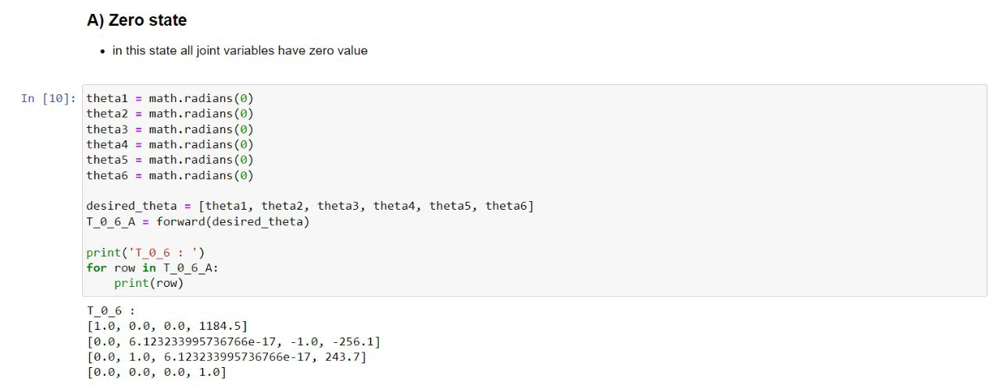 A) Zero state
• in this state all joint variables have zero value
In [10]:
theta1 = math.radians(0)
theta2 = math.radians(0)
theta3 = math.radians(0)
theta4 = math.radians(0)
theta5 = math.radians(0)
theta6 = math.radians(0)
desired_theta = [theta1, theta2, theta3, theta4, theta5, theta6]
T_0_6_A = forward(desired_theta)
print('T_0_6 : ')
for row in T_0_6_A:
    print(row)
T_0_6 :
[1.0, 0.0, 0.0, 1184.5]
[0.0, 6.123233995736766e-17, -1.0, -256.1]
[0.0, 1.0, 6.123233995736766e-17, 243.7]
[0.0, 0.0, 0.0, 1.0]